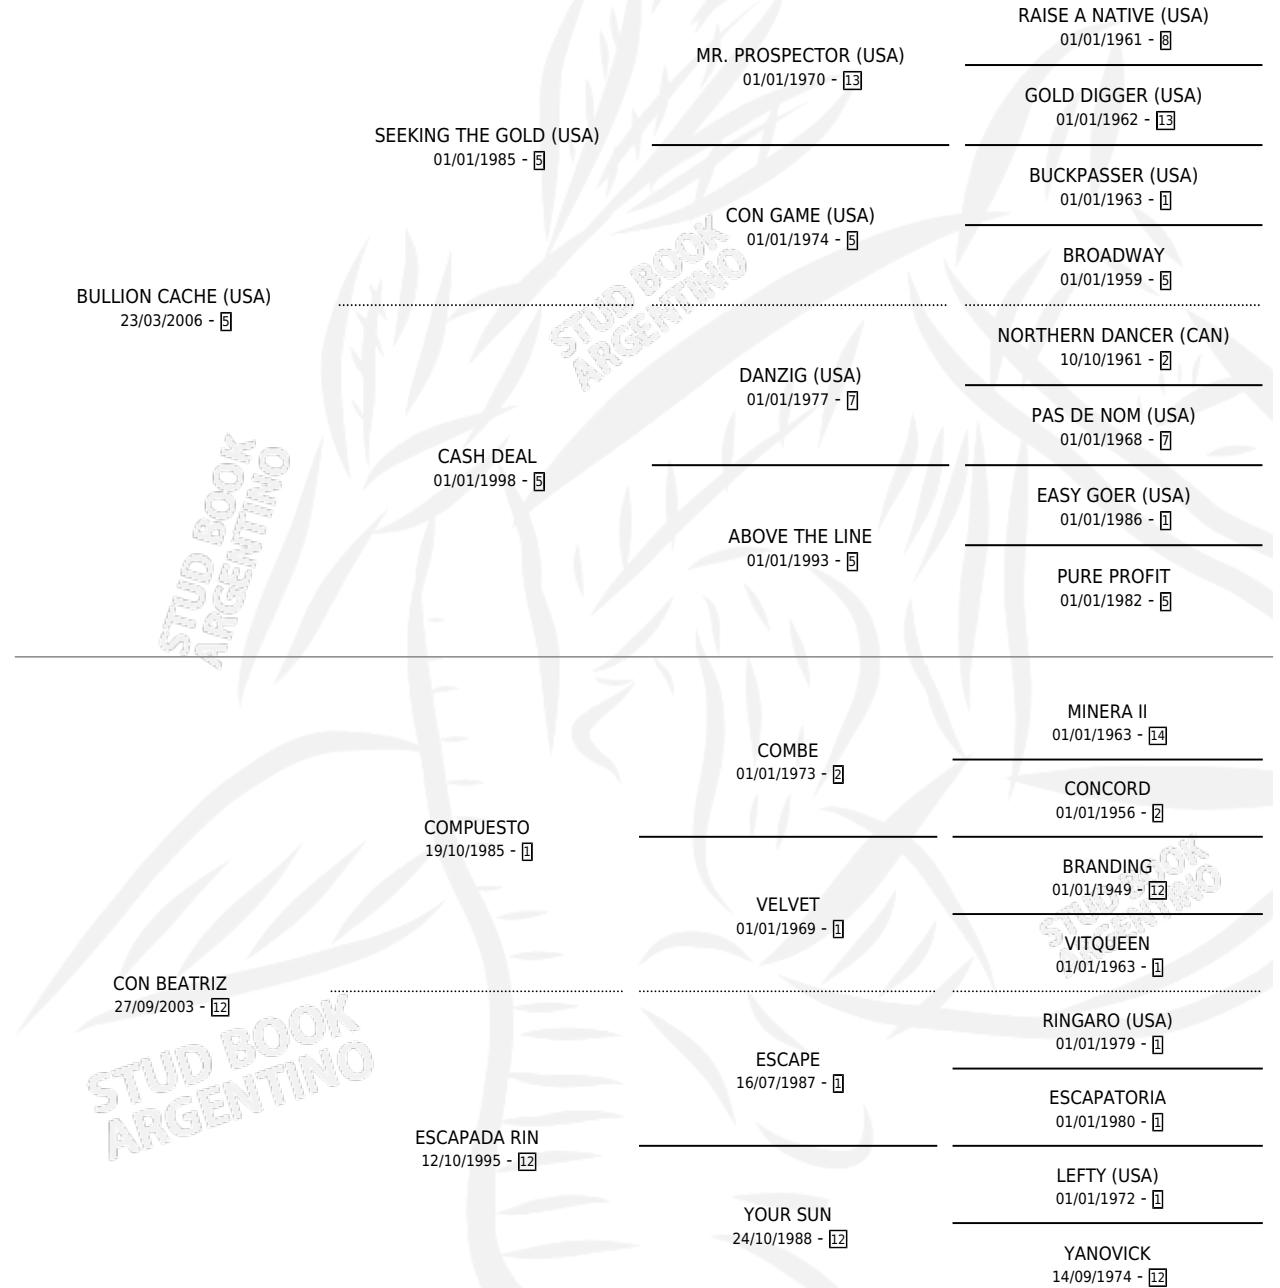 RAISE A NATIVE (USA)
01/01/1961 - 8
MR. PROSPECTOR (USA)
01/01/1970 - 13
GOLD DIGGER (USA)
01/01/1962 - 13
SEEKING THE GOLD (USA)
01/01/1985 - 5
BUCKPASSER (USA)
01/01/1963 - 1
CON GAME (USA)
01/01/1974 - 5
BROADWAY
01/01/1959 - 5
BULLION CACHE (USA)
23/03/2006 - 5
NORTHERN DANCER (CAN)
10/10/1961 - 2
DANZIG (USA)
01/01/1977 - 7
PAS DE NOM (USA)
01/01/1968 - 7
CASH DEAL
01/01/1998 - 5
EASY GOER (USA)
01/01/1986 - 1
ABOVE THE LINE
01/01/1993 - 5
PURE PROFIT
01/01/1982 - 5
MINERA II
01/01/1963 - 14
COMBE
01/01/1973 - 2
CONCORD
01/01/1956 - 2
COMPUESTO
19/10/1985 - 1
BRANDING
01/01/1949 - 12
VELVET
01/01/1969 - 1
VITQUEEN
01/01/1963 - 1
CON BEATRIZ
27/09/2003 - 12
RINGARO (USA)
01/01/1979 - 1
ESCAPE
16/07/1987 - 1
ESCAPATORIA
01/01/1980 - 1
ESCAPADA RIN
12/10/1995 - 12
LEFTY (USA)
01/01/1972 - 1
YOUR SUN
24/10/1988 - 12
YANOVICK
14/09/1974 - 12
STUD BOOK
ARGENTINO
STUD BOOK
ARGENTINO
STUD BOOK
ARGENTINO
STUD BOOK
ARGENTINO